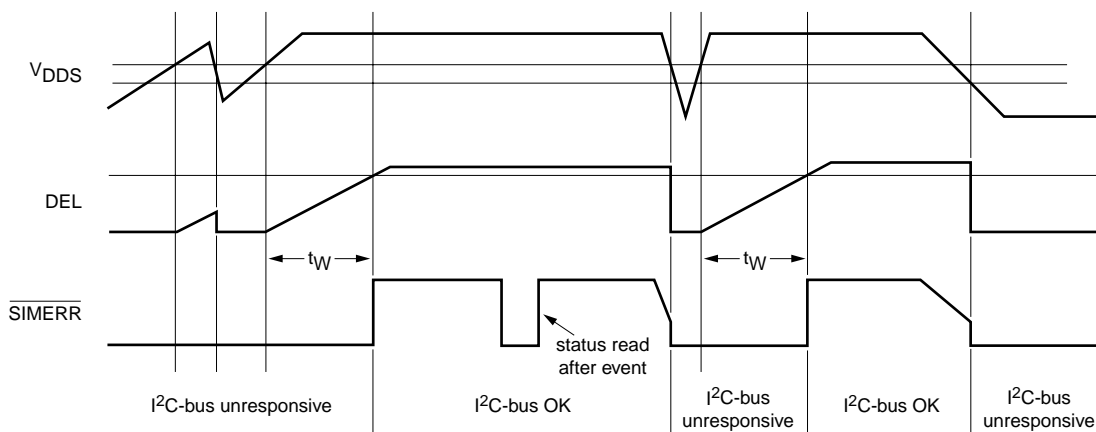 VDDS
DEL
tW
tW
SIMERR
status read
after event
I2C-bus unresponsive
I2C-bus OK
I2C-bus
unresponsive
I2C-bus OK
I2C-bus
unresponsive